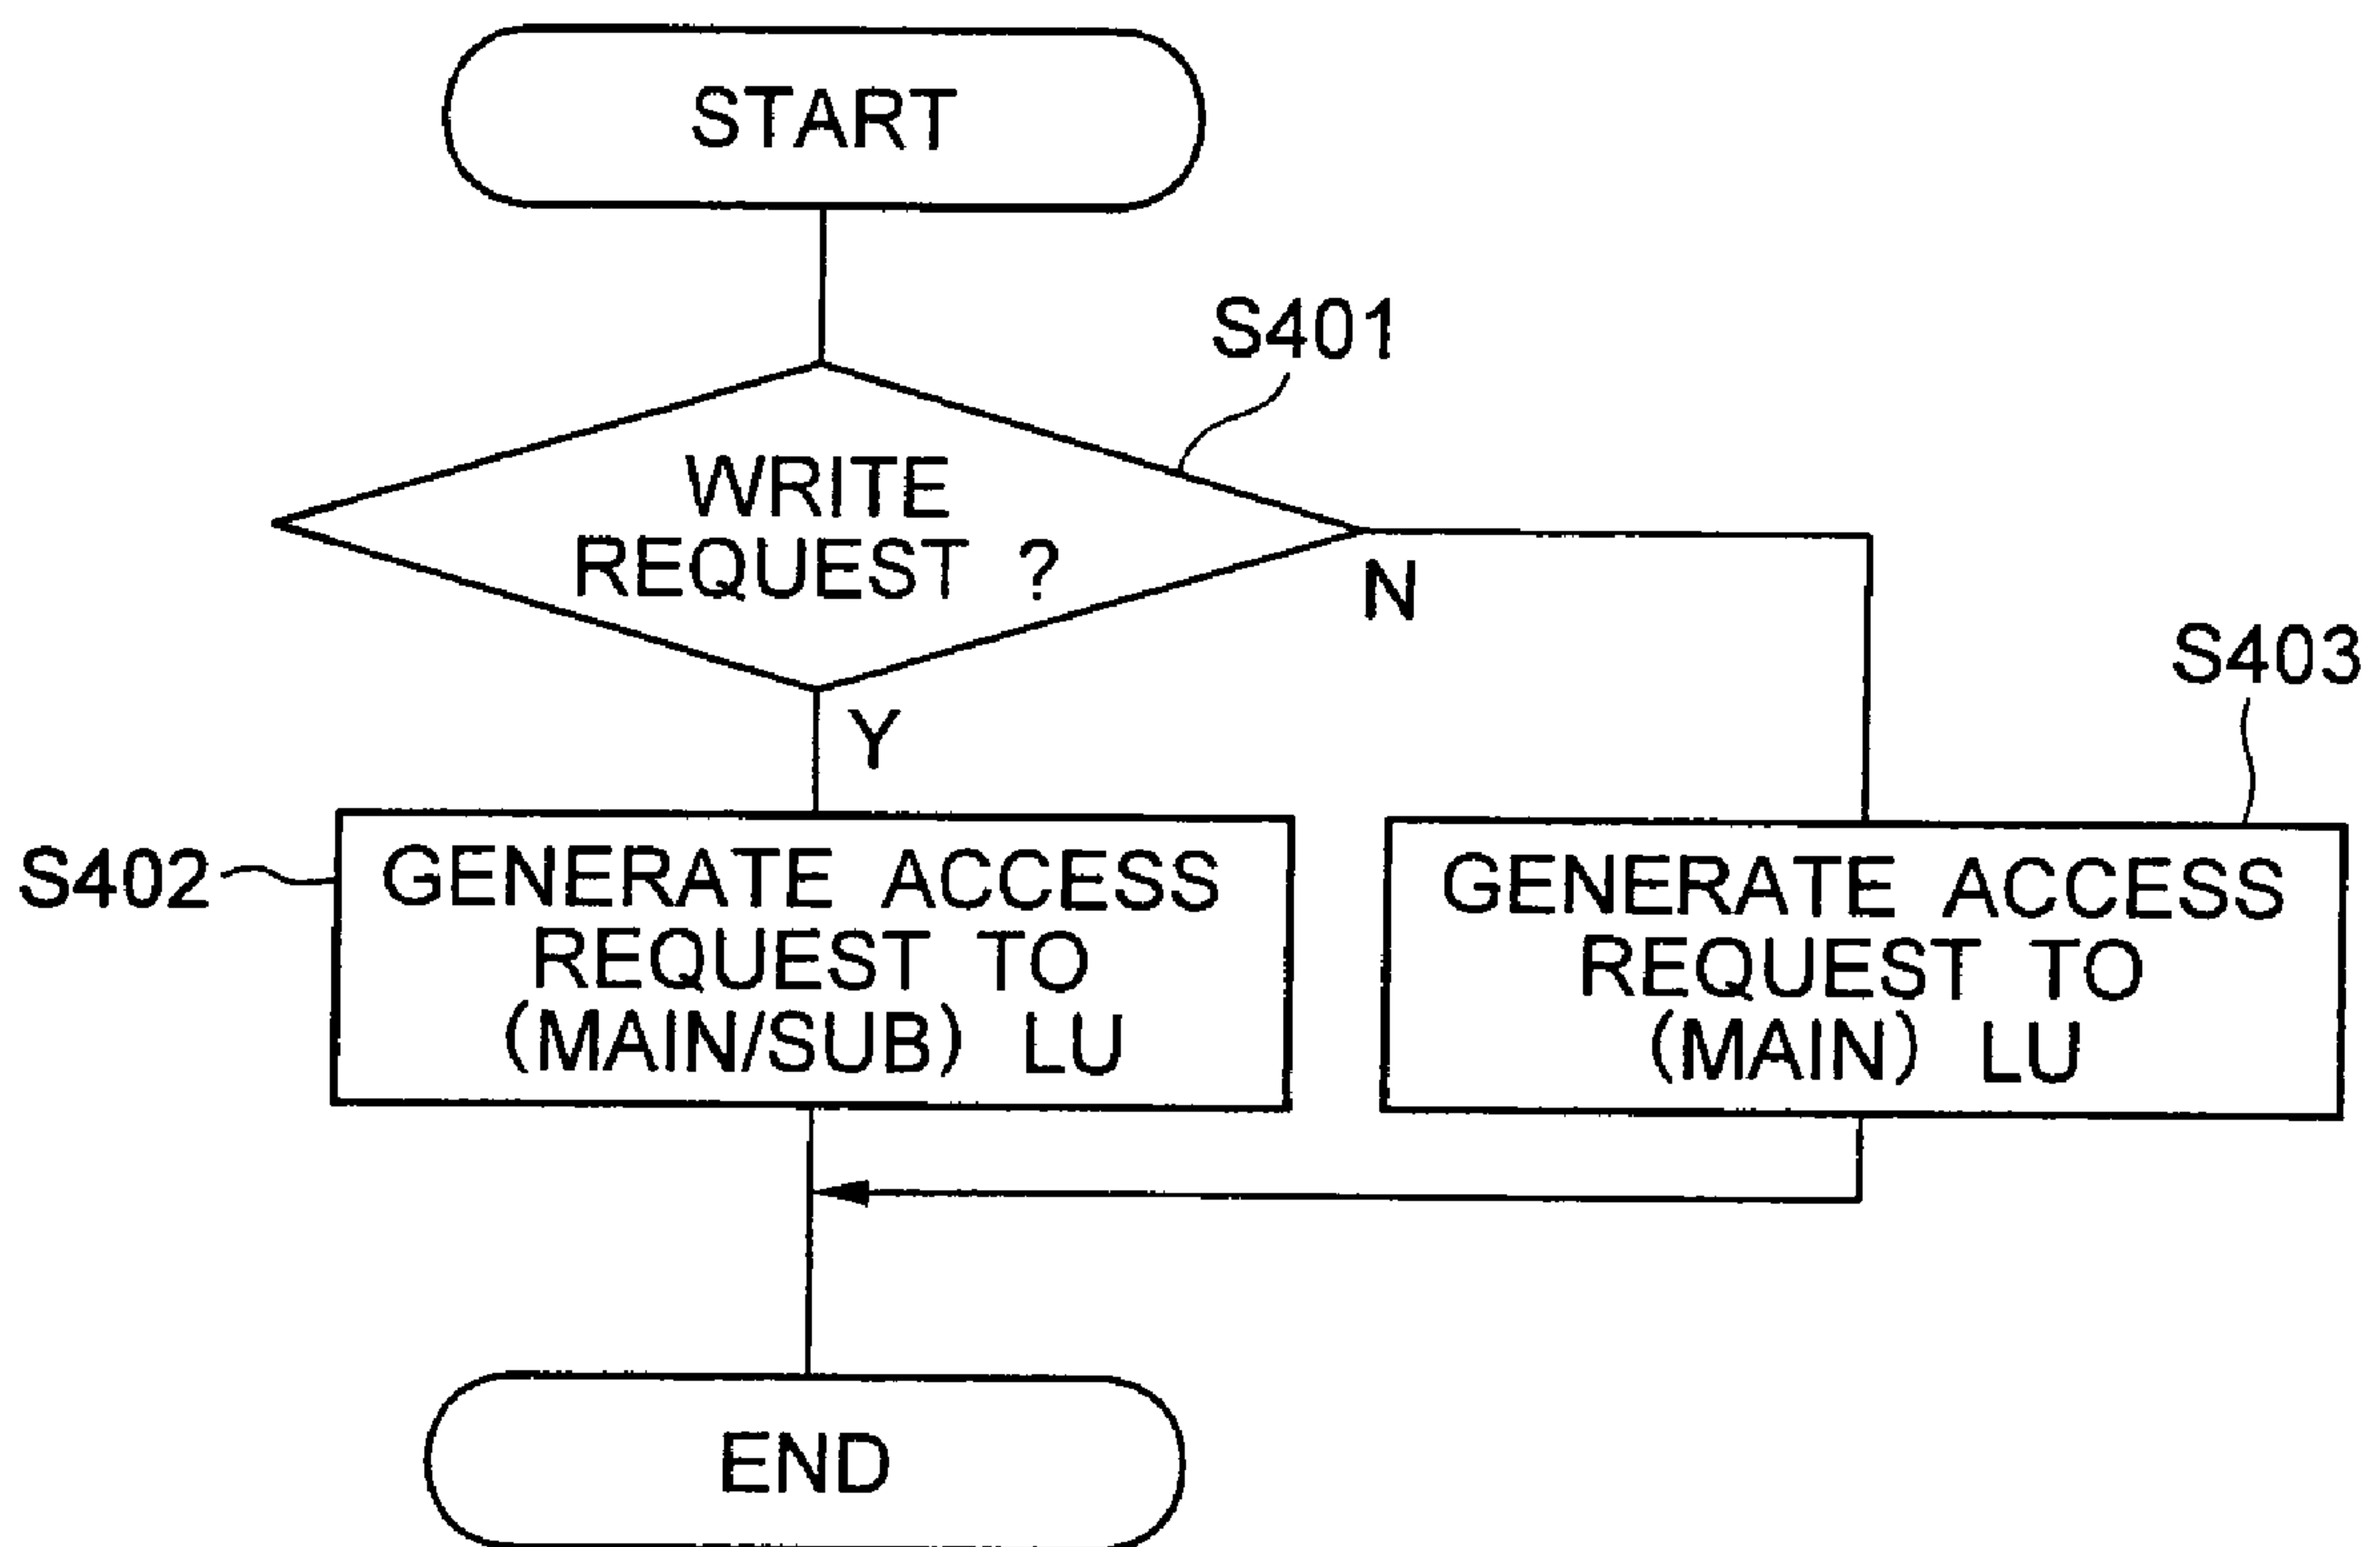 START
S401
WRITE
REQUEST ?
N
S403
Y
S402
GENERATE ACCESS
REQUEST TO
(MAIN/SUB) LU
GENERATE ACCESS
REQUEST TO
(MAIN) LU
END